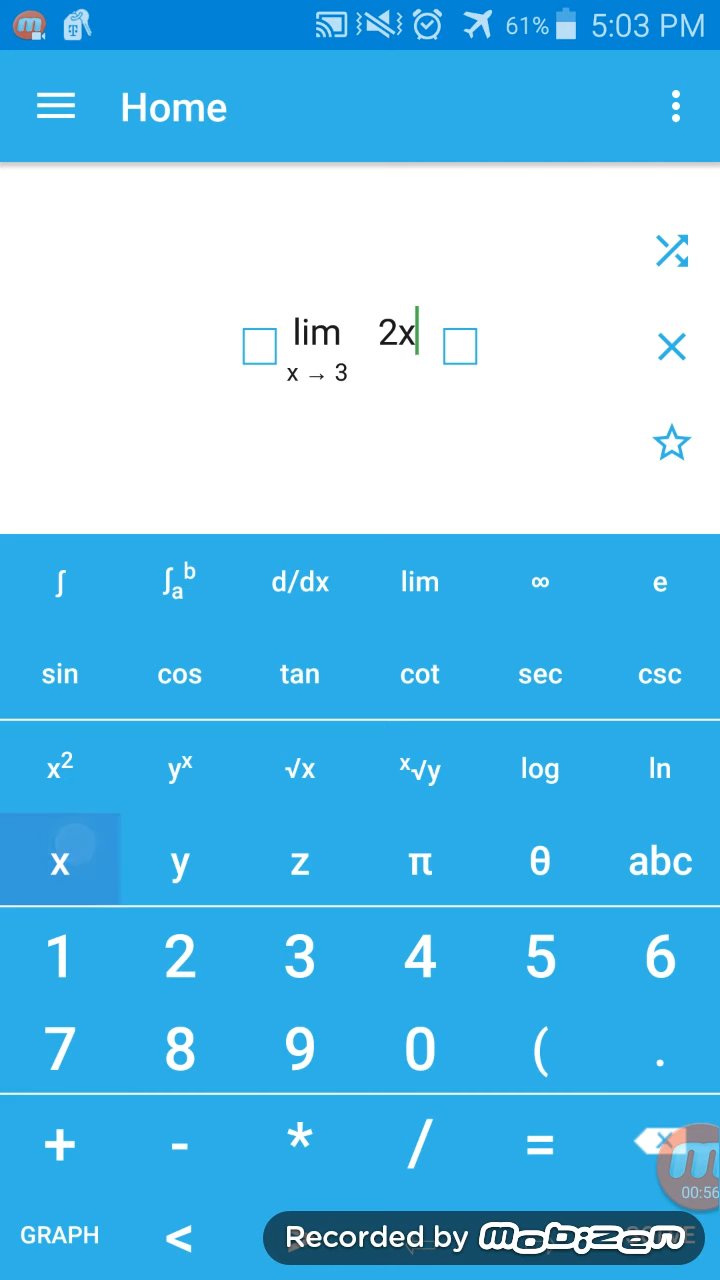 61% 5:03 PM
Home
lim 2x
x → 3
∫ ∫ₐᵇ d/dx lim ∞ e
sin cos tan cot sec csc
x² yˣ √x ˣ√y log ln
x y z π θ abc
1 2 3 4 5 6
7 8 9 0 ( .
+ - * / =
00:56
GRAPH <
Recorded by mobizen